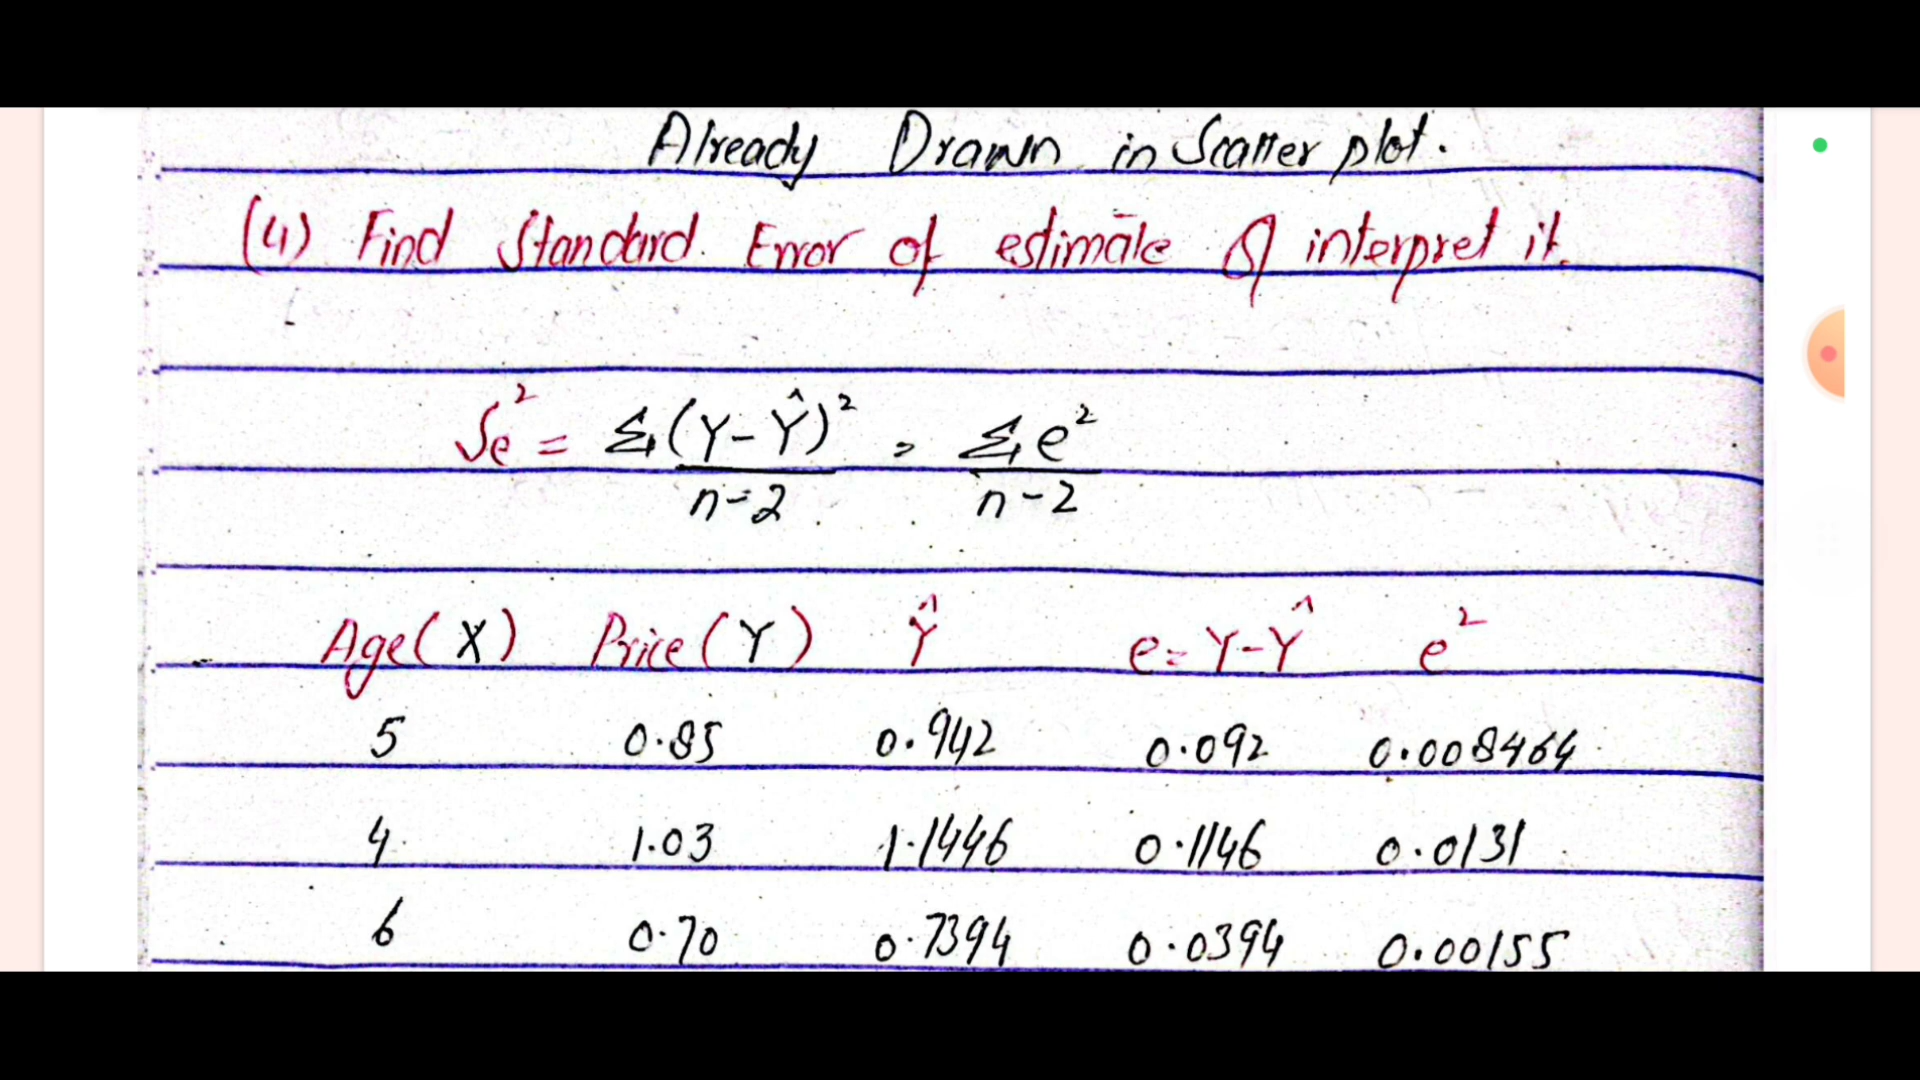 Already Drawn in Scatter plot.
(4) Find Standard Error of estimate & interpret it.
Se² = Σ(Y-Ŷ)² = Σe²
n-2 n-2
Age(X) Price(Y) Ŷ e=Y-Ŷ e²
5 0.85 0.942 0.092 0.008464
4 1.03 1.1446 0.1146 0.0131
6 0.70 0.7394 0.0394 0.00155